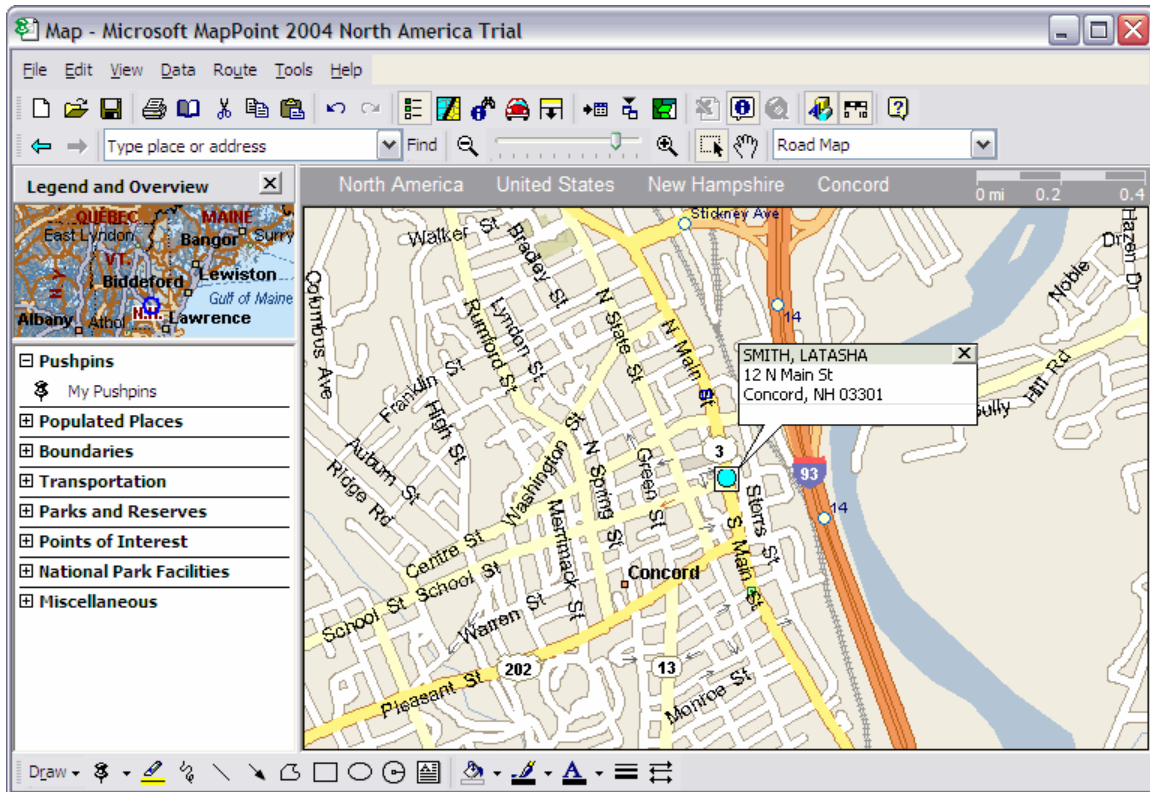 Map - Microsoft MapPoint 2004 North America Trial
File Edit View Data Route Tools Help
Type place or address Find Road Map
Legend and Overview
North America United States New Hampshire Concord
0 mi 0.2 0.4
QUEBEC MAINE
East Lyndon Bangor Surry
VT.
N Y Biddeford Lewiston
Gulf of Maine
Albany Athol N.H. Lawrence
Pushpins
My Pushpins
Populated Places
Boundaries
Transportation
Parks and Reserves
Points of Interest
National Park Facilities
Miscellaneous
Stickney Ave
Walker St
Bradley St
Hazen Dr
Noble Dr
Columbus Ave
Rumford St
Lyndon St
N State St
N Main St
14
SMITH, LATASHA
12 N Main St
Concord, NH 03301
Franklin St
High St
Auburn St
Ridge Rd
Washington St
N Spring St
Green St
Merrimack St
3
93
Storrs St
14
Hill Rd
Centre St
School St
School St
S Main St
Concord
Warren St
Pleasant St
202
13
Monroe St
Draw